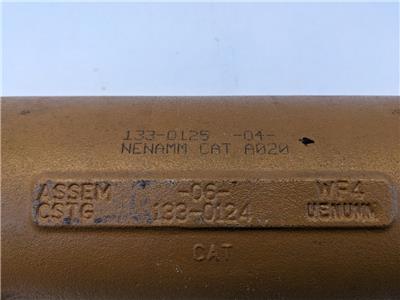 133-0125 -04-
NENAMM CAT A020
ASSEM -06- WF4
CSTG 133-0124 UENUMM
CAT